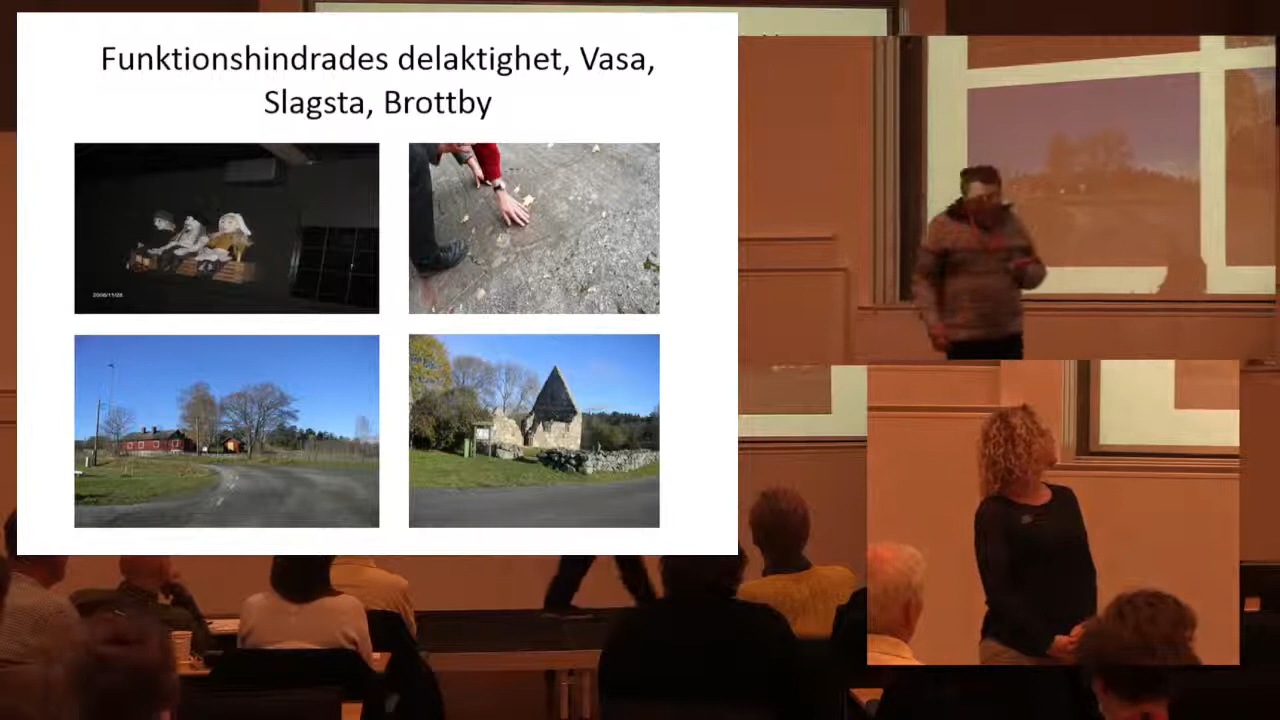 Funktionshindrades delaktighet, Vasa,
Slagsta, Brottby